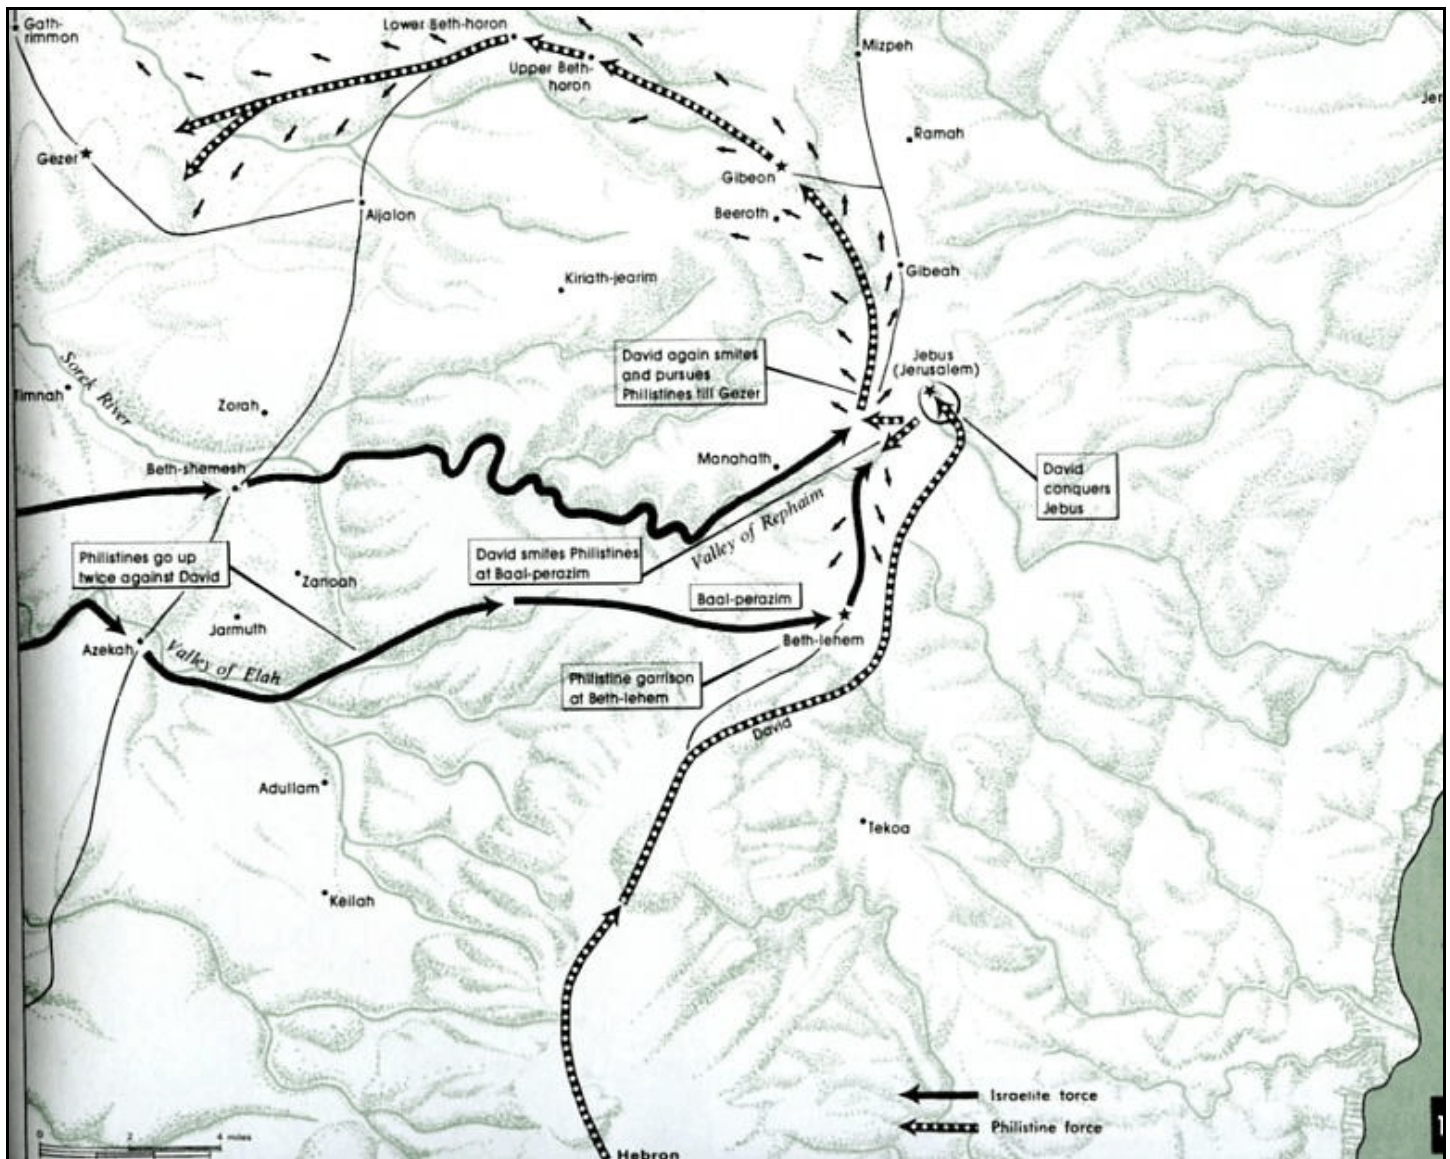 Gath-
rimmon
Lower Beth-horon
Upper Beth-
horon
Mizpeh
Ramah
Gezer
Gibeon
Beeroth
Aijalon
Gibeah
Kiriath-jearim
David again smites
and pursues
Philistines till Gezer
Jebus
(Jerusalem)
Sorek River
Timnah
Zorah
Beth-shemesh
Manahath
David
conquers
Jebus
Valley of Rephaim
Philistines go up
twice against David
David smites Philistines
at Baal-perazim
Zanoah
Baal-perazim
Jarmuth
Azekah
Valley of Elah
Beth-lehem
Philistine garrison
at Beth-lehem
David
Adullam
Tekoa
Keilah
Israelite force
Philistine force
0 2 4 miles
Hebron